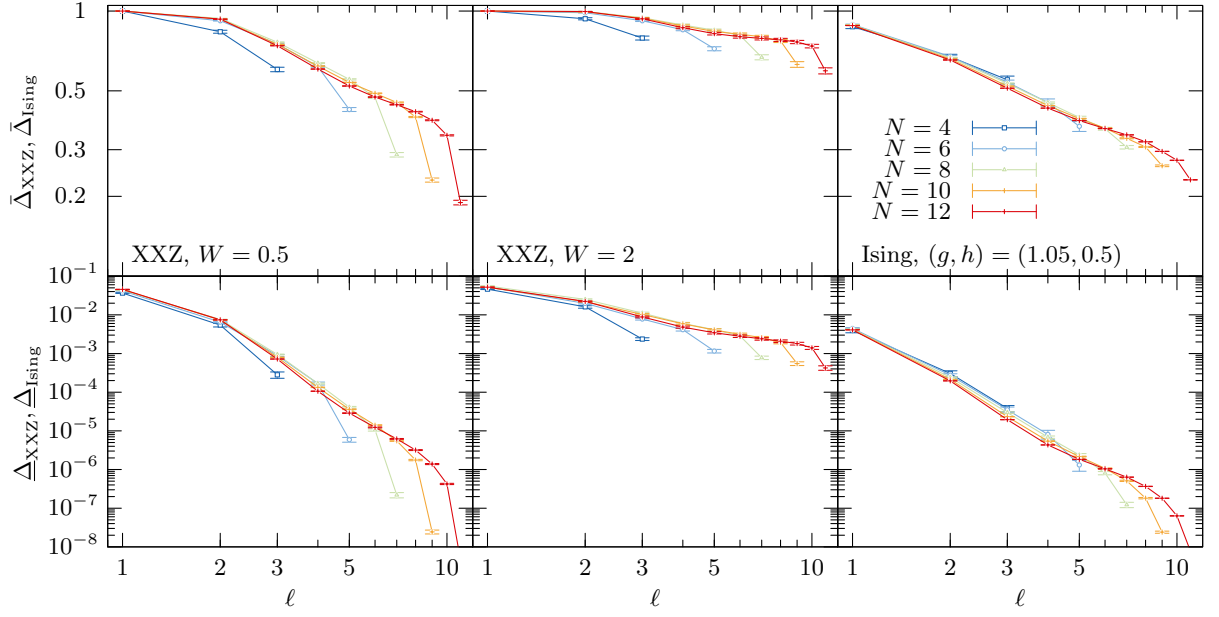 1
0.5
0.3
0.2
Δ̄XXZ, Δ̄Ising
N = 4
N = 6
N = 8
N = 10
N = 12
XXZ, W = 0.5
XXZ, W = 2
Ising, (g, h) = (1.05, 0.5)
10⁻¹
10⁻²
10⁻³
10⁻⁴
10⁻⁵
10⁻⁶
10⁻⁷
10⁻⁸
Δ̲XXZ, Δ̲Ising
1 2 3 5 10
1 2 3 5 10
1 2 3 5 10
ℓ ℓ ℓ